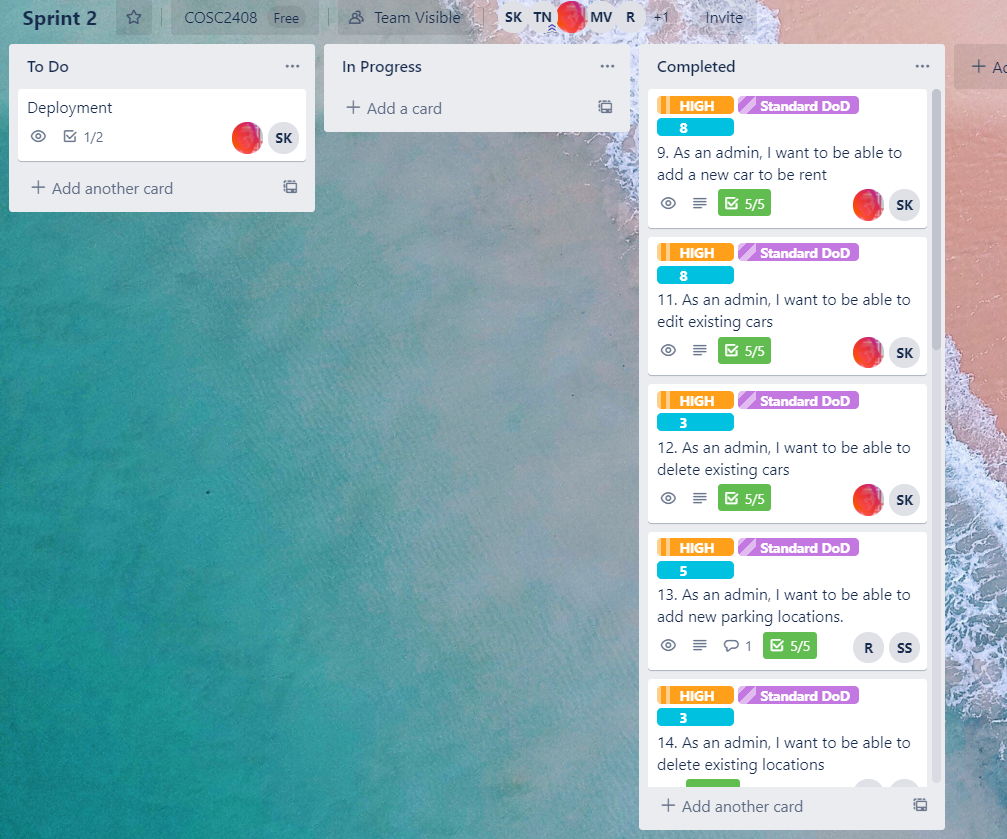 Sprint 2
COSC2408 Free
Team Visible
SK TN MV R +1
Invite
To Do
Deployment
1/2
SK
+ Add another card
In Progress
+ Add a card
Completed
HIGH Standard DoD
8
9. As an admin, I want to be able to
add a new car to be rent
5/5
SK
HIGH Standard DoD
8
11. As an admin, I want to be able to
edit existing cars
5/5
SK
HIGH Standard DoD
3
12. As an admin, I want to be able to
delete existing cars
5/5
SK
HIGH Standard DoD
5
13. As an admin, I want to be able to
add new parking locations.
1 5/5
R SS
HIGH Standard DoD
3
14. As an admin, I want to be able to
delete existing locations
+ Add another card